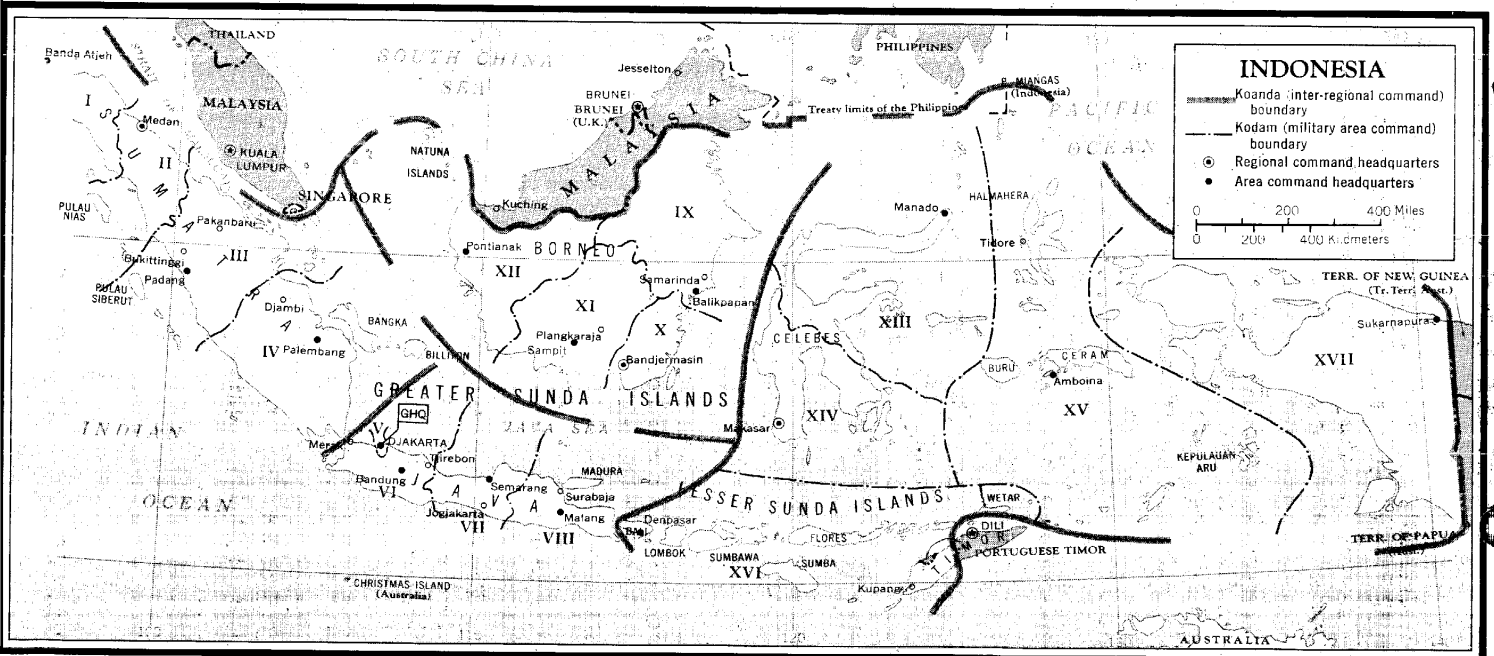 THAILAND
Banda Atjeh
I
MALAYSIA
Medan
II
KUALA
LUMPUR
SUMATRA
PULAU
NIAS
SINGAPORE
Pakanbaru
III
Bukittinggi
Padang
PULAU
SIBERUT
Djambi
IV
Palembang
BANGKA
BILLITON
SOUTH CHINA
SEA
NATUNA
ISLANDS
Jesselton
BRUNEI
BRUNEI
(U.K.)
MALAYSIA
Kuching
IX
Pontianak
BORNEO
XII
Samarinda
Balikpapan
XI
X
Plangkaraja
Sampit
Bandjermasin
GREATER SUNDA ISLANDS
GHQ
JAVA SEA
V
DJAKARTA
Merak
Tjirebon
Bandung
VI
JAVA
Semarang
MADURA
Surabaja
Jogjakarta
VII
Malang
VIII
BALI
Denpasar
LOMBOK
INDIAN
OCEAN
CHRISTMAS ISLAND
(Australia)
PHILIPPINES
P. MIANGAS
(Indonesia)
Treaty limits of the Philippines
PACIFIC
OCEAN
HALMAHERA
Manado
Tidore
XIII
CELEBES
XIV
Makasar
BURU
CERAM
Amboina
XV
KEPULAUAN
ARU
LESSER SUNDA ISLANDS
WETAR
DILI
FLORES
TIMOR
PORTUGUESE TIMOR
SUMBAWA
SUMBA
XVI
Kupang
120
AUSTRALIA
TERR. OF NEW GUINEA
(Tr. Terr. Aust.)
Sukarnapura
XVII
TERR. OF PAPUA
INDONESIA
Koanda (inter-regional command)
boundary
Kodam (military area command)
boundary
Regional command headquarters
Area command headquarters
0 200 400 Miles
0 200 400 Kilometers